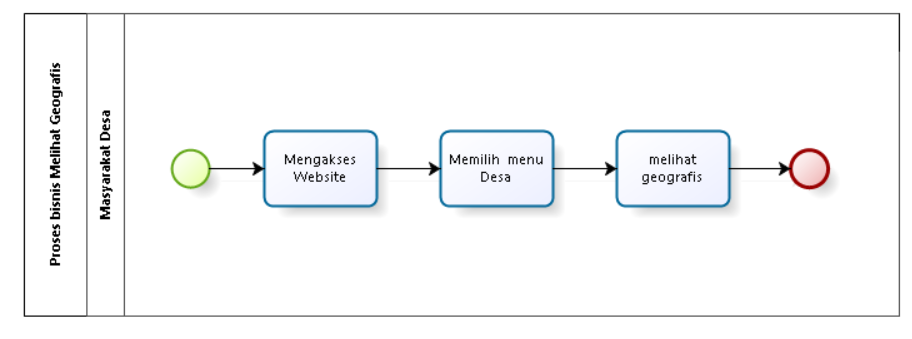 Proses bisnis Melihat Geografis
Masyarakat Desa
Mengakses
Website
Memilih menu
Desa
melihat
geografis